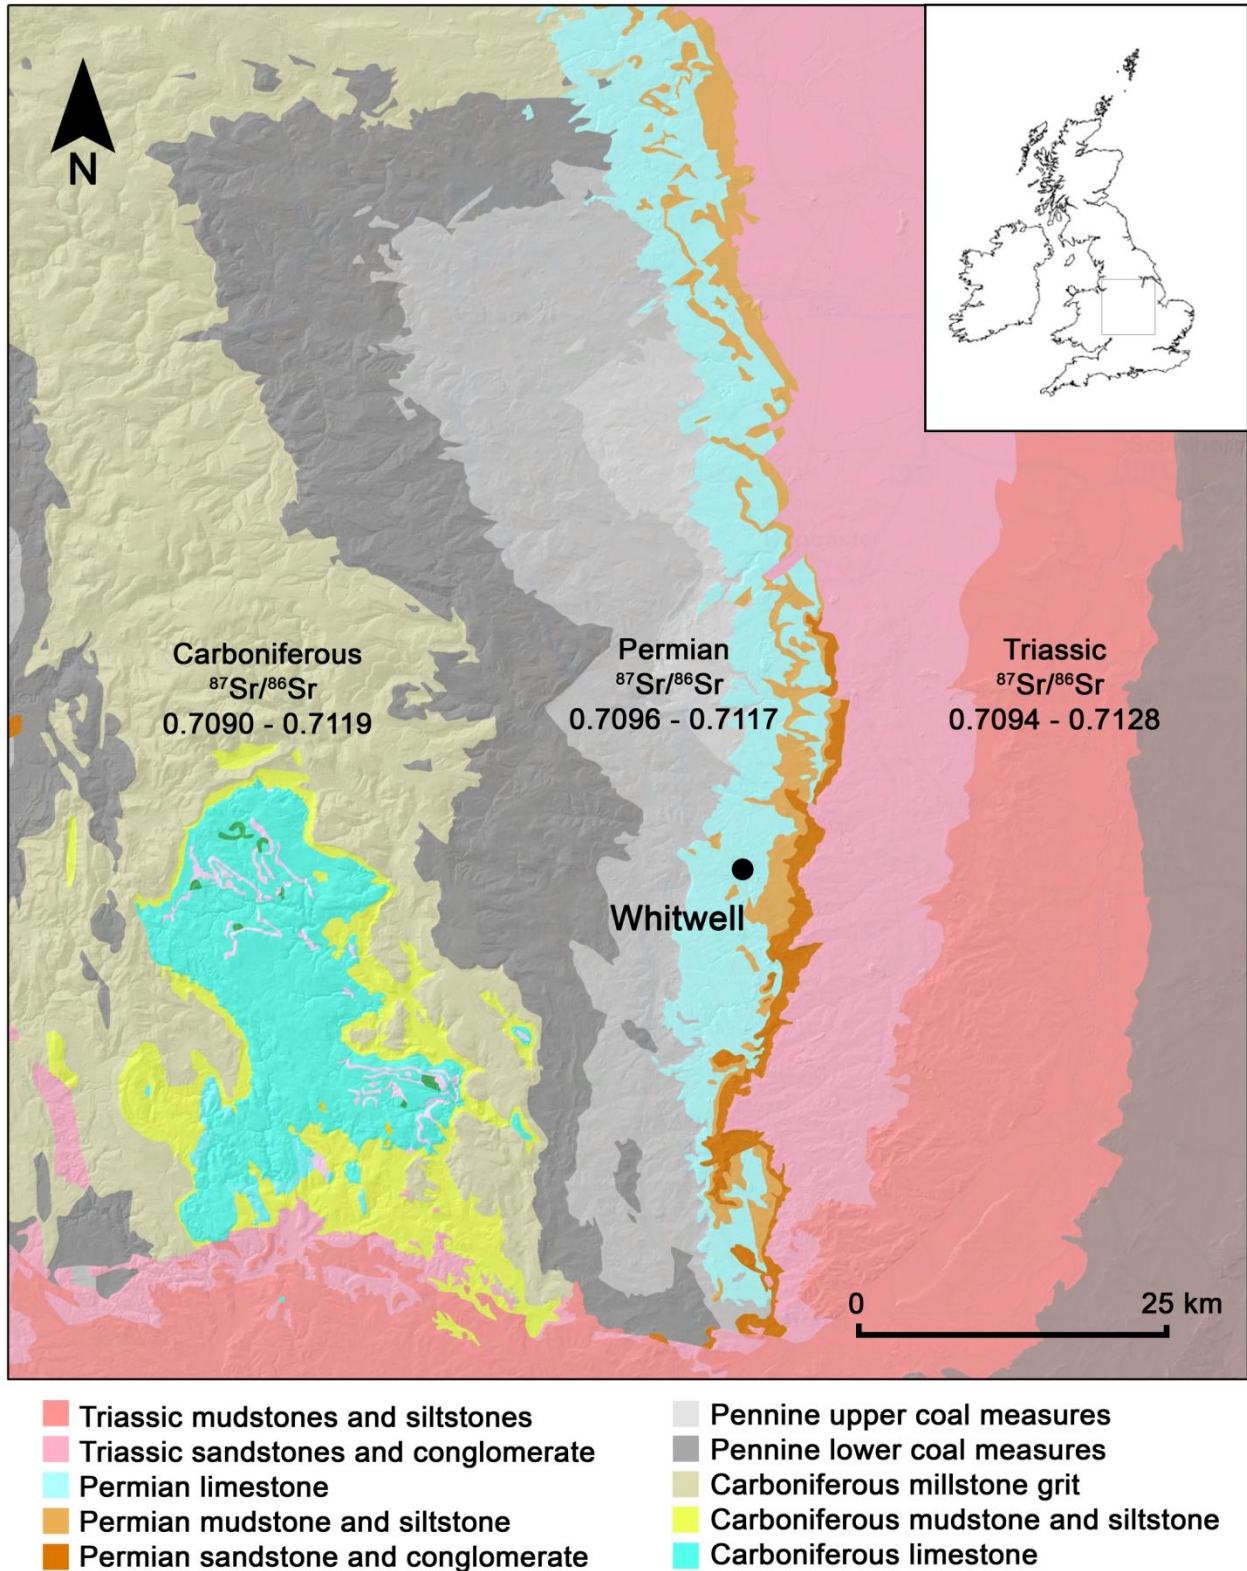 N
Carboniferous
⁸⁷Sr/⁸⁶Sr
0.7090 - 0.7119
Permian
⁸⁷Sr/⁸⁶Sr
0.7096 - 0.7117
Triassic
⁸⁷Sr/⁸⁶Sr
0.7094 - 0.7128
Whitwell
0 25 km
Triassic mudstones and siltstones
Triassic sandstones and conglomerate
Permian limestone
Permian mudstone and siltstone
Permian sandstone and conglomerate
Pennine upper coal measures
Pennine lower coal measures
Carboniferous millstone grit
Carboniferous mudstone and siltstone
Carboniferous limestone